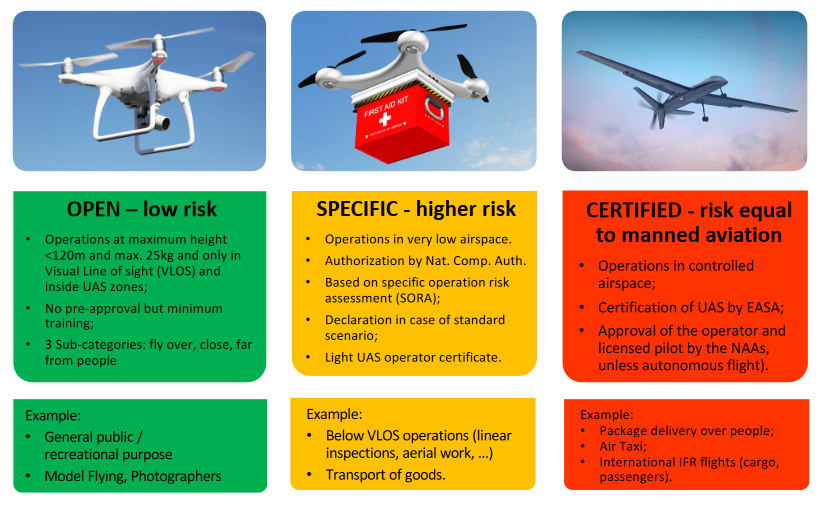 FIRST AID KIT
OPEN – low risk
• Operations at maximum height
<120m and max. 25kg and only in
Visual Line of sight (VLOS) and
inside UAS zones;
• No pre-approval but minimum
training;
• 3 Sub-categories: fly over, close, far
from people
SPECIFIC - higher risk
• Operations in very low airspace.
• Authorization by Nat. Comp. Auth.
• Based on specific operation risk
assessment (SORA);
• Declaration in case of standard
scenario;
• Light UAS operator certificate.
CERTIFIED - risk equal
to manned aviation
• Operations in controlled
airspace;
• Certification of UAS by EASA;
• Approval of the operator and
licensed pilot by the NAAs,
unless autonomous flight).
Example:
• General public /
recreational purpose
• Model Flying, Photographers
Example:
• Below VLOS operations (linear
inspections, aerial work, ...)
• Transport of goods.
Example:
• Package delivery over people;
• Air Taxi;
• International IFR flights (cargo,
passengers).